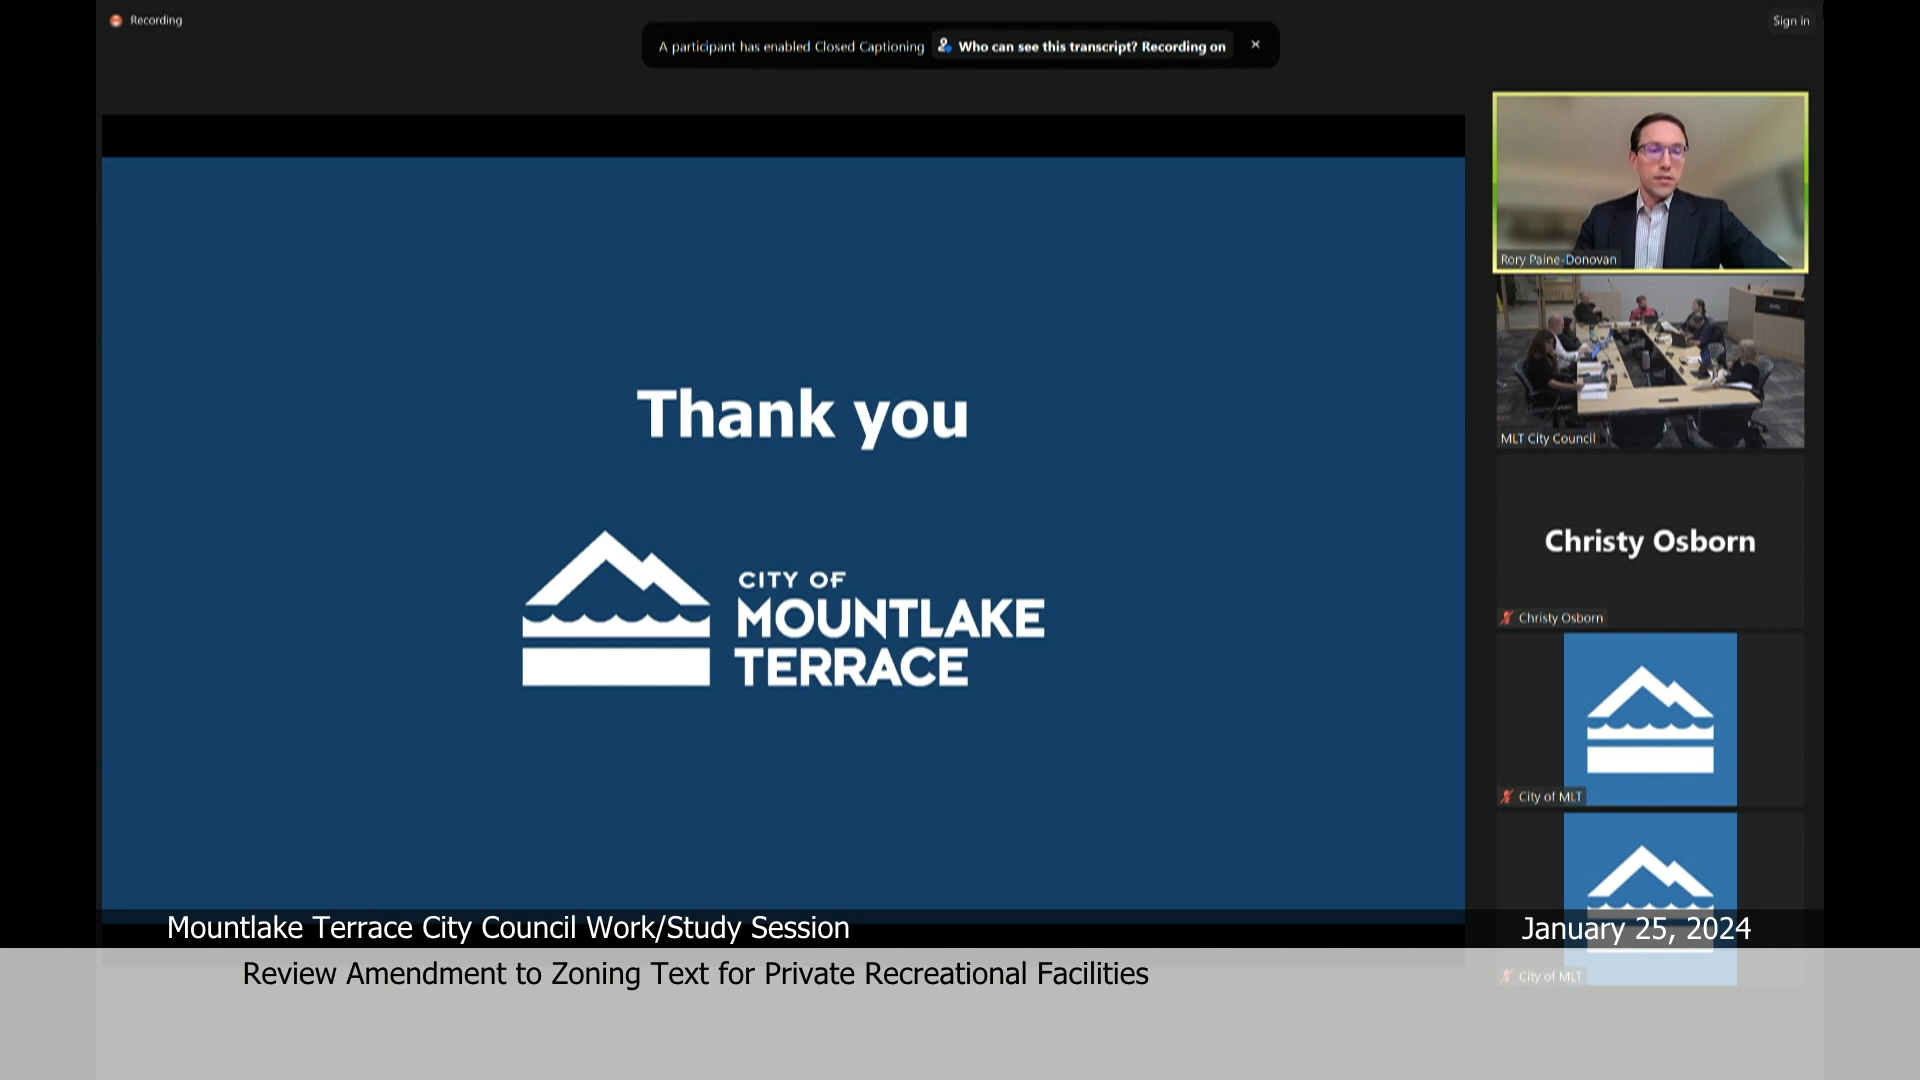 Recording
Sign in
A participant has enabled Closed Captioning
Who can see this transcript? Recording on
Rory Paine-Donovan
MLT City Council
Thank you
CITY OF
MOUNTLAKE
TERRACE
Christy Osborn
Christy Osborn
City of MLT
Mountlake Terrace City Council Work/Study Session
January 25, 2024
Review Amendment to Zoning Text for Private Recreational Facilities
City of MLT